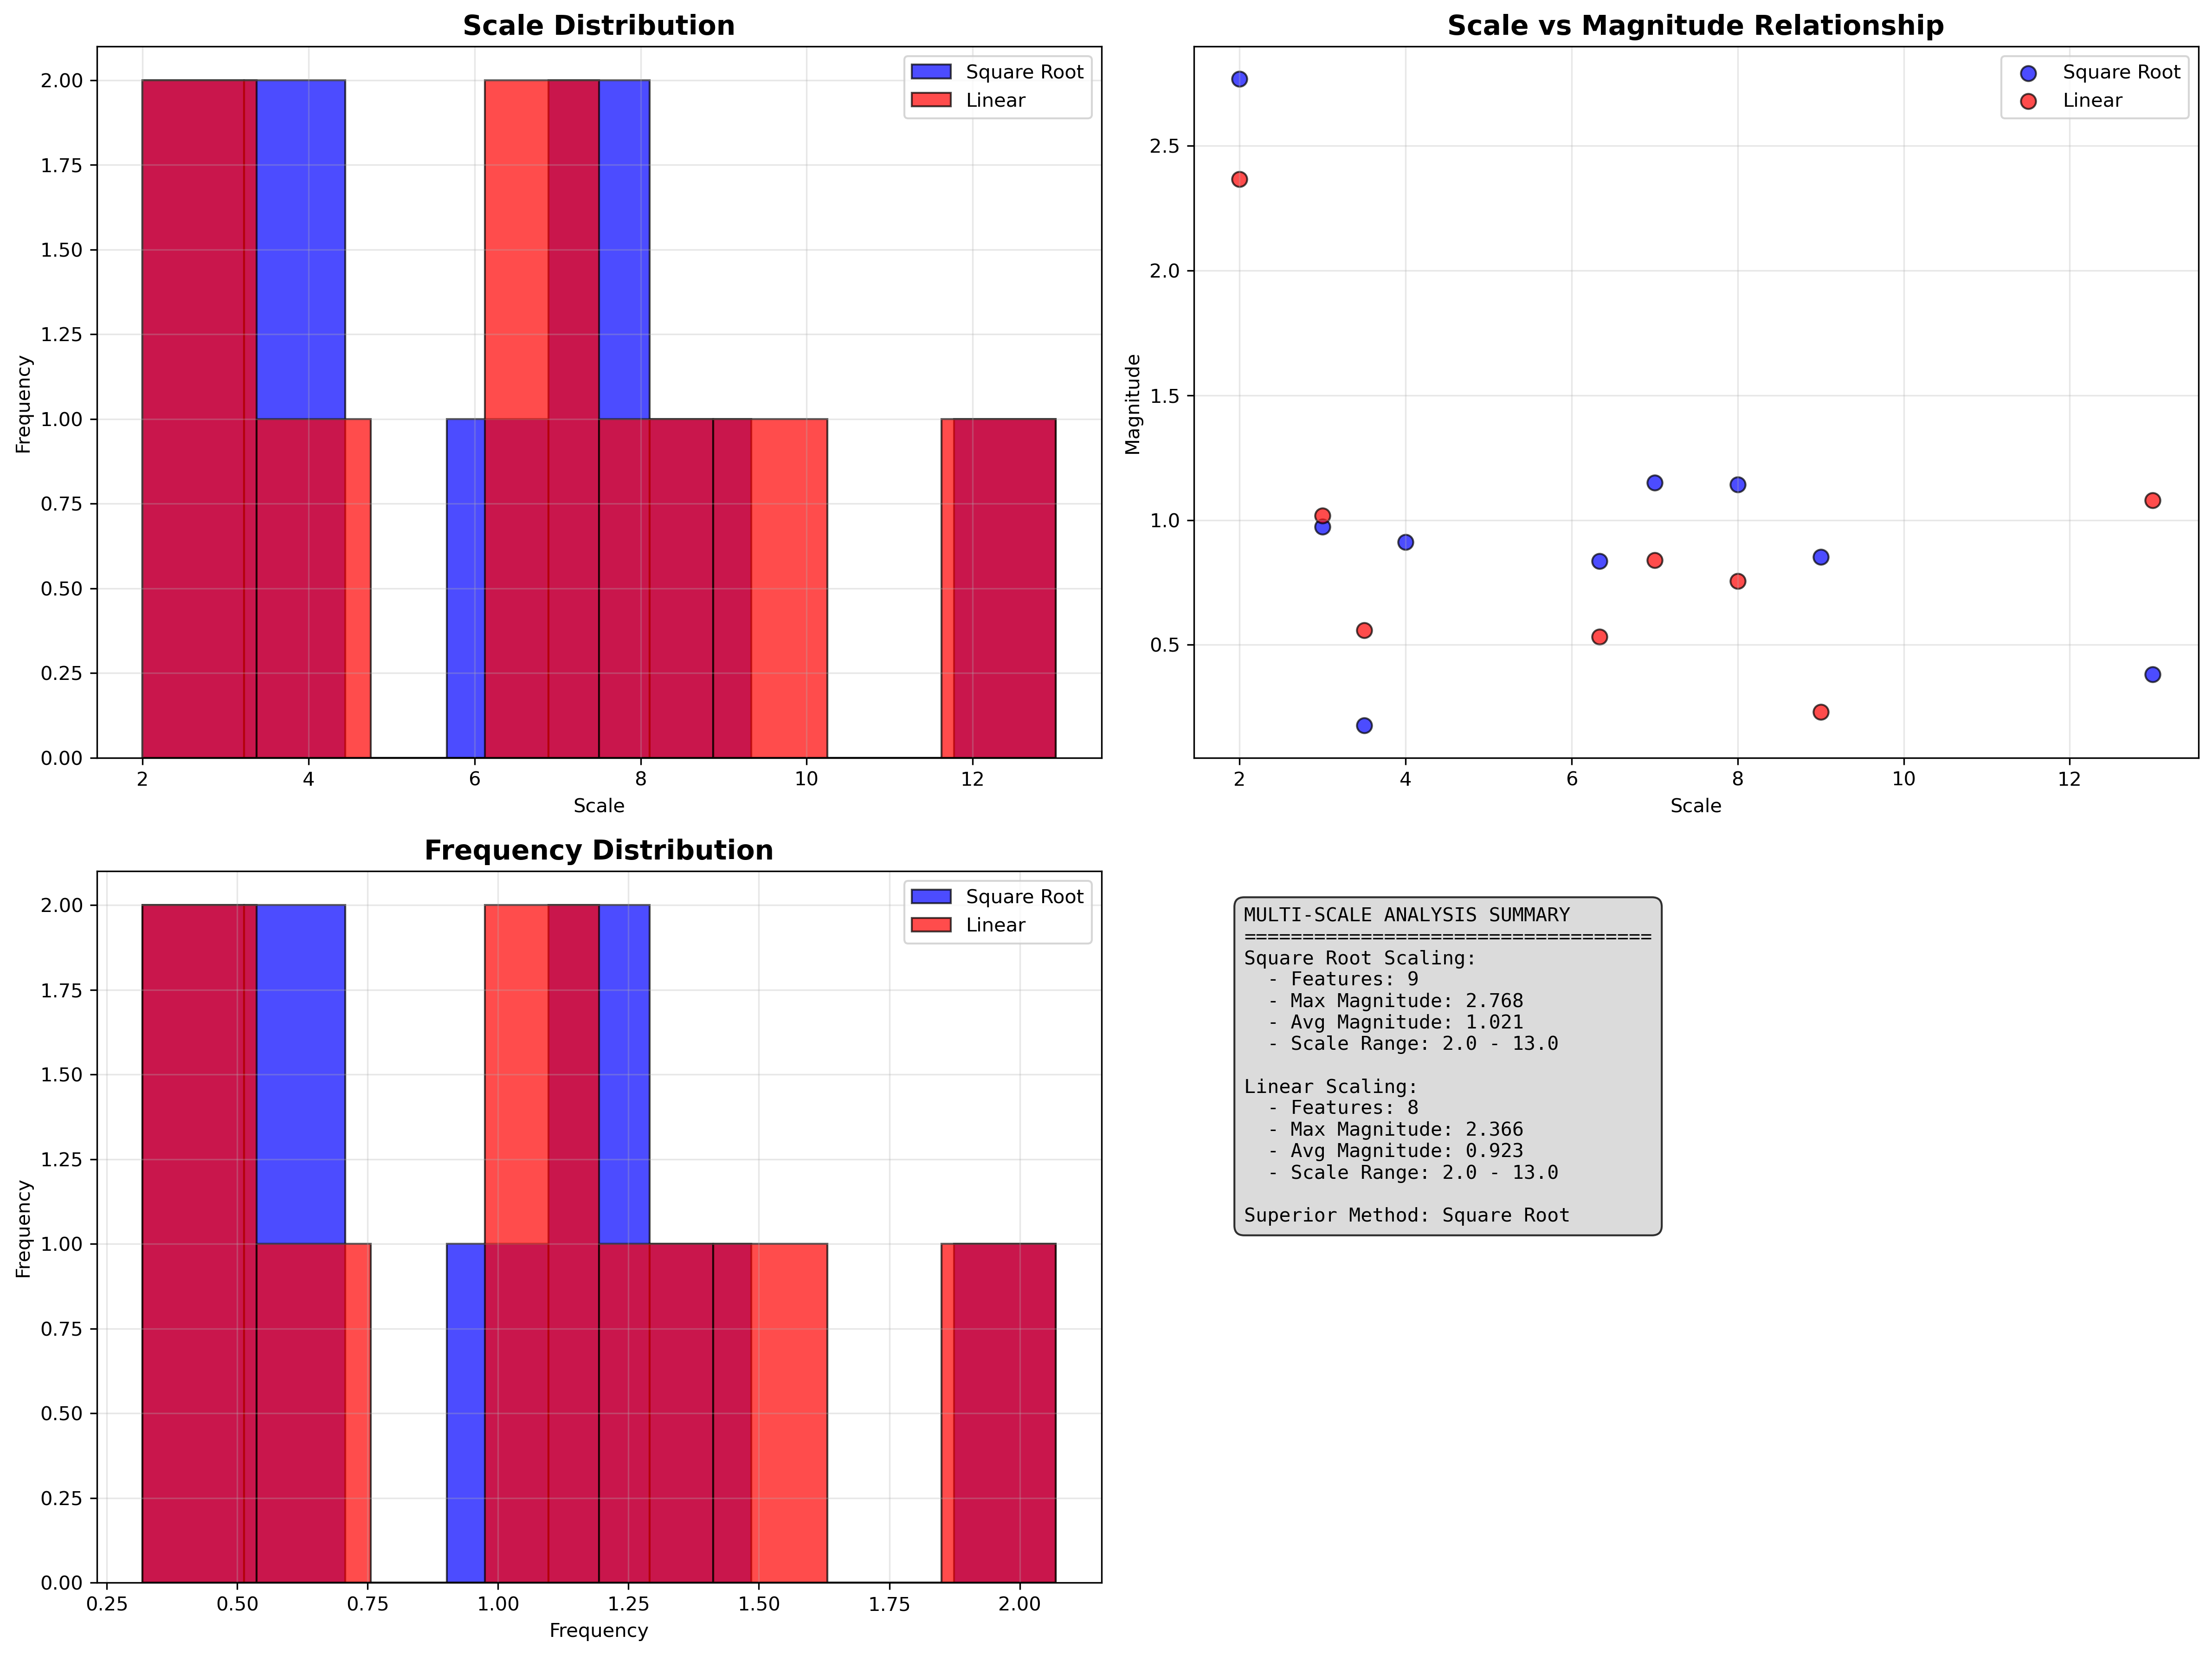 Scale Distribution
Square Root
Linear
2.00
1.75
1.50
1.25
1.00
0.75
0.50
0.25
0.00
Frequency
2
4
6
8
10
12
Scale
Scale vs Magnitude Relationship
Square Root
Linear
2.5
2.0
1.5
1.0
0.5
Magnitude
2
4
6
8
10
12
Scale
Frequency Distribution
Square Root
Linear
2.00
1.75
1.50
1.25
1.00
0.75
0.50
0.25
0.00
Frequency
0.25
0.50
0.75
1.00
1.25
1.50
1.75
2.00
Frequency
MULTI-SCALE ANALYSIS SUMMARY
===================================
Square Root Scaling:
- Features: 9
- Max Magnitude: 2.768
- Avg Magnitude: 1.021
- Scale Range: 2.0 - 13.0
Linear Scaling:
- Features: 8
- Max Magnitude: 2.366
- Avg Magnitude: 0.923
- Scale Range: 2.0 - 13.0
Superior Method: Square Root